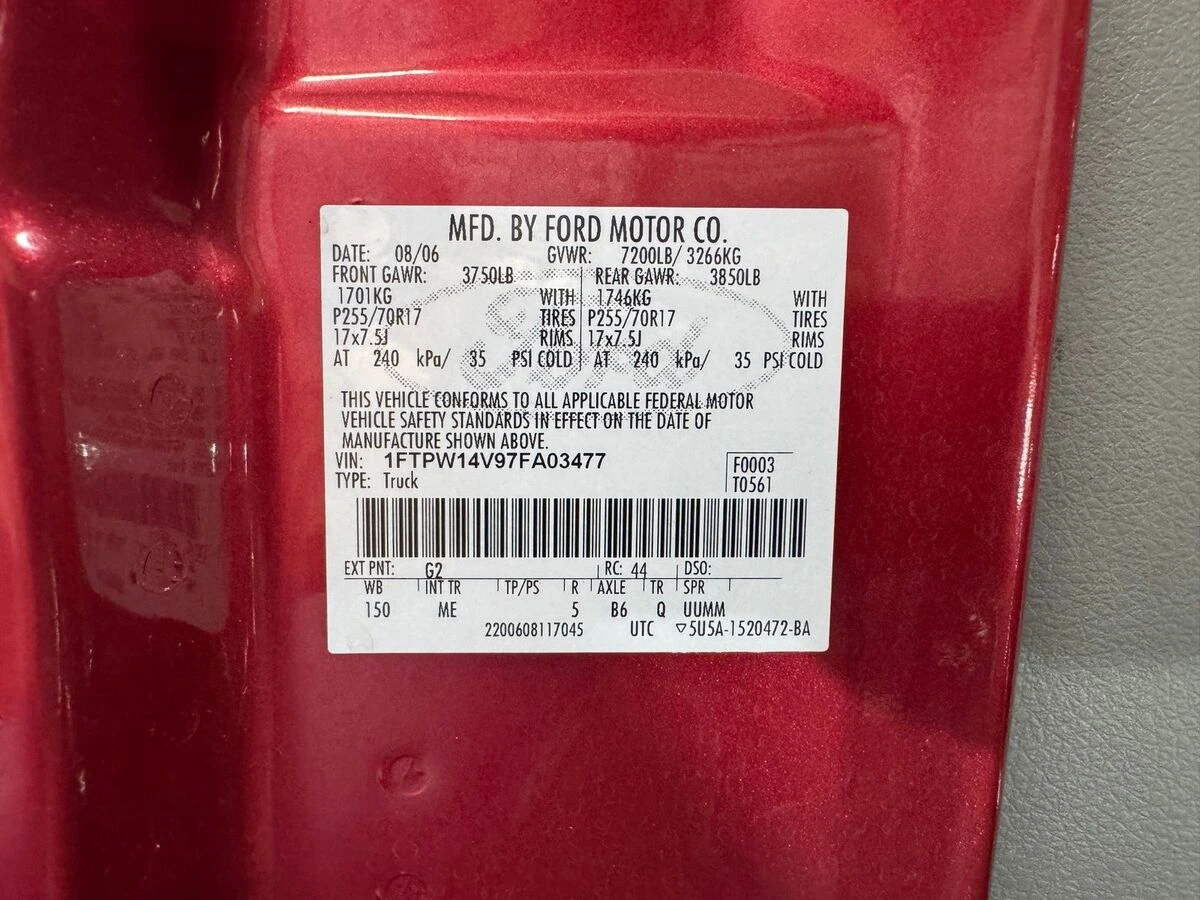 MFD. BY FORD MOTOR CO.
DATE: 08/06 GVWR: 7200LB/ 3266KG
FRONT GAWR: 3750LB REAR GAWR: 3850LB
1701KG WITH 1746KG WITH
P255/70R17 TIRES P255/70R17 TIRES
17x7.5J RIMS 17x7.5J RIMS
AT 240 kPa/ 35 PSI COLD AT 240 kPa/ 35 PSI COLD
Ford
THIS VEHICLE CONFORMS TO ALL APPLICABLE FEDERAL MOTOR
VEHICLE SAFETY STANDARDS IN EFFECT ON THE DATE OF
MANUFACTURE SHOWN ABOVE.
VIN: 1FTPW14V97FA03477 F0003
TYPE: Truck T0561
EXT PNT: G2 RC: 44 DSO:
WB INT TR TP/PS R AXLE TR SPR
150 ME 5 B6 Q UUMM
2200608117045 UTC ▽5U5A-1520472-BA